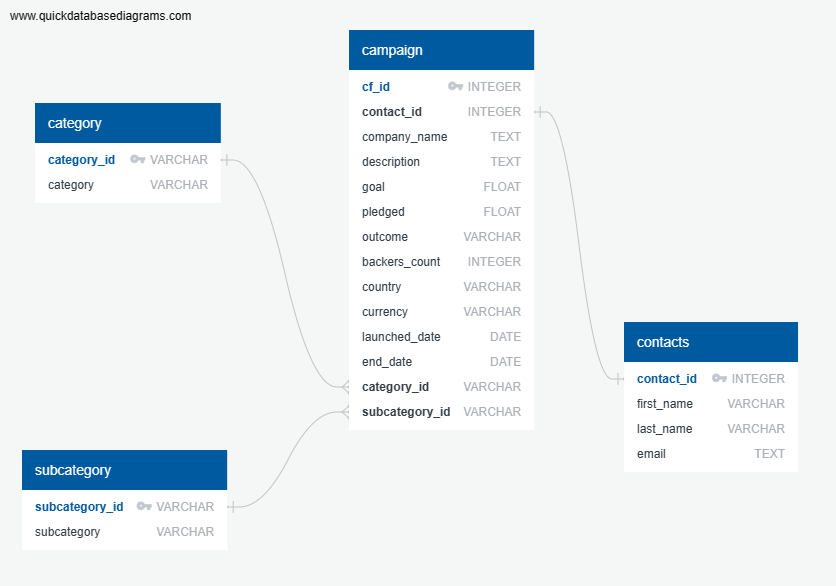 www.quickdatabasediagrams.com
campaign
cf_id INTEGER
contact_id INTEGER
company_name TEXT
description TEXT
goal FLOAT
pledged FLOAT
outcome VARCHAR
backers_count INTEGER
country VARCHAR
currency VARCHAR
launched_date DATE
end_date DATE
category_id VARCHAR
subcategory_id VARCHAR
category
category_id VARCHAR
category VARCHAR
subcategory
subcategory_id VARCHAR
subcategory VARCHAR
contacts
contact_id INTEGER
first_name VARCHAR
last_name VARCHAR
email TEXT